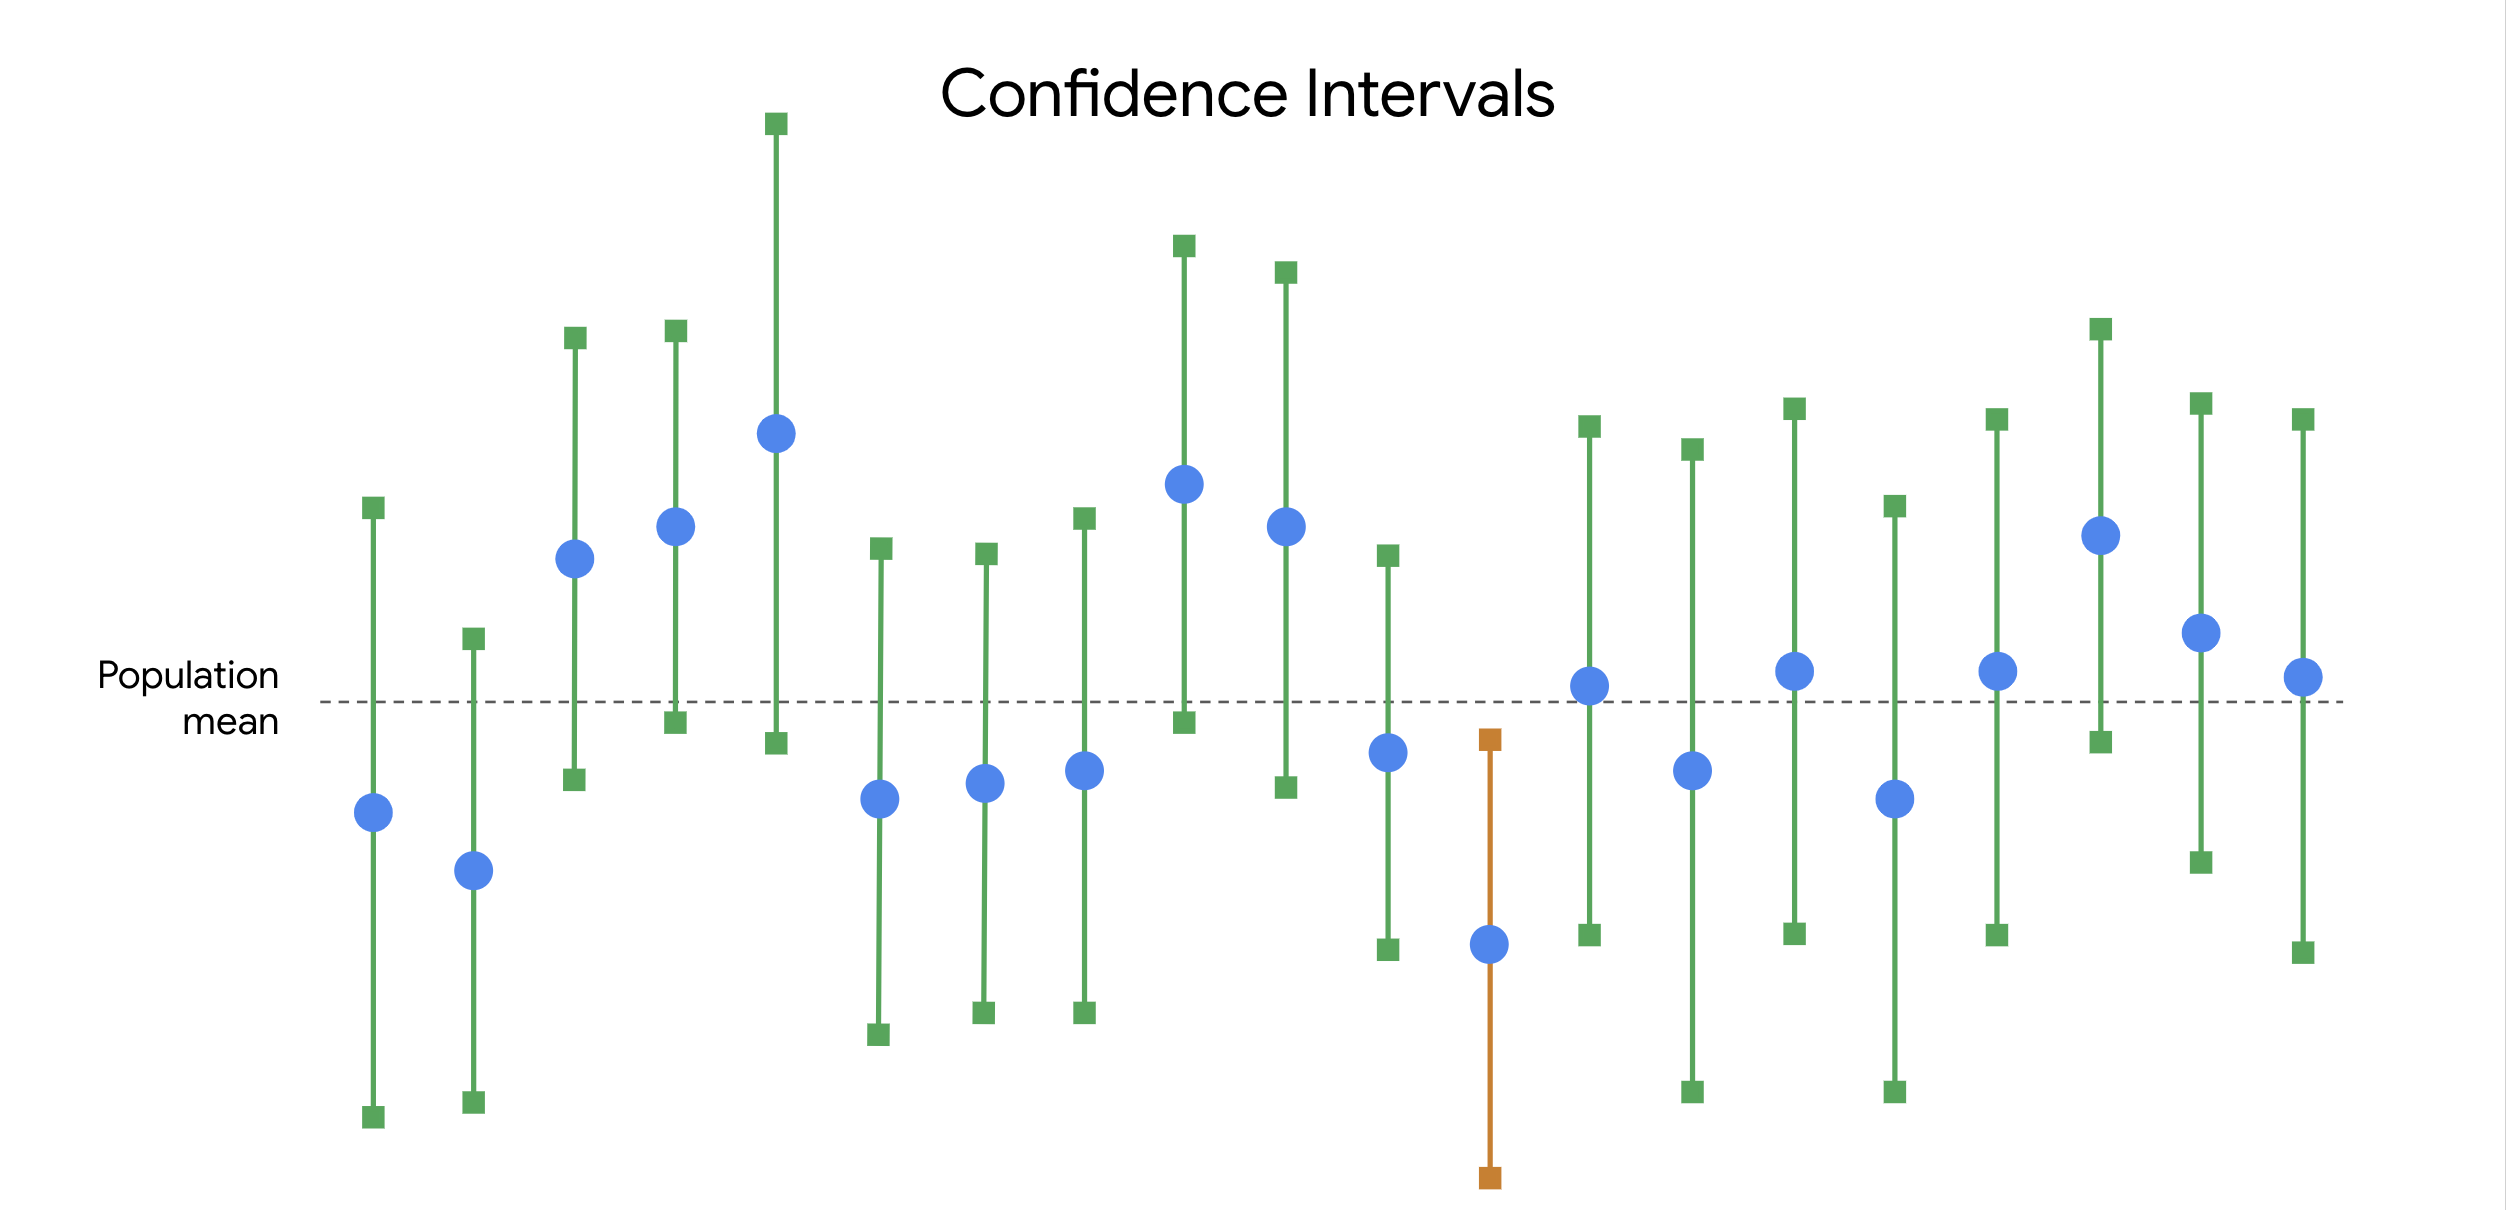 Confidence Intervals
Population
mean